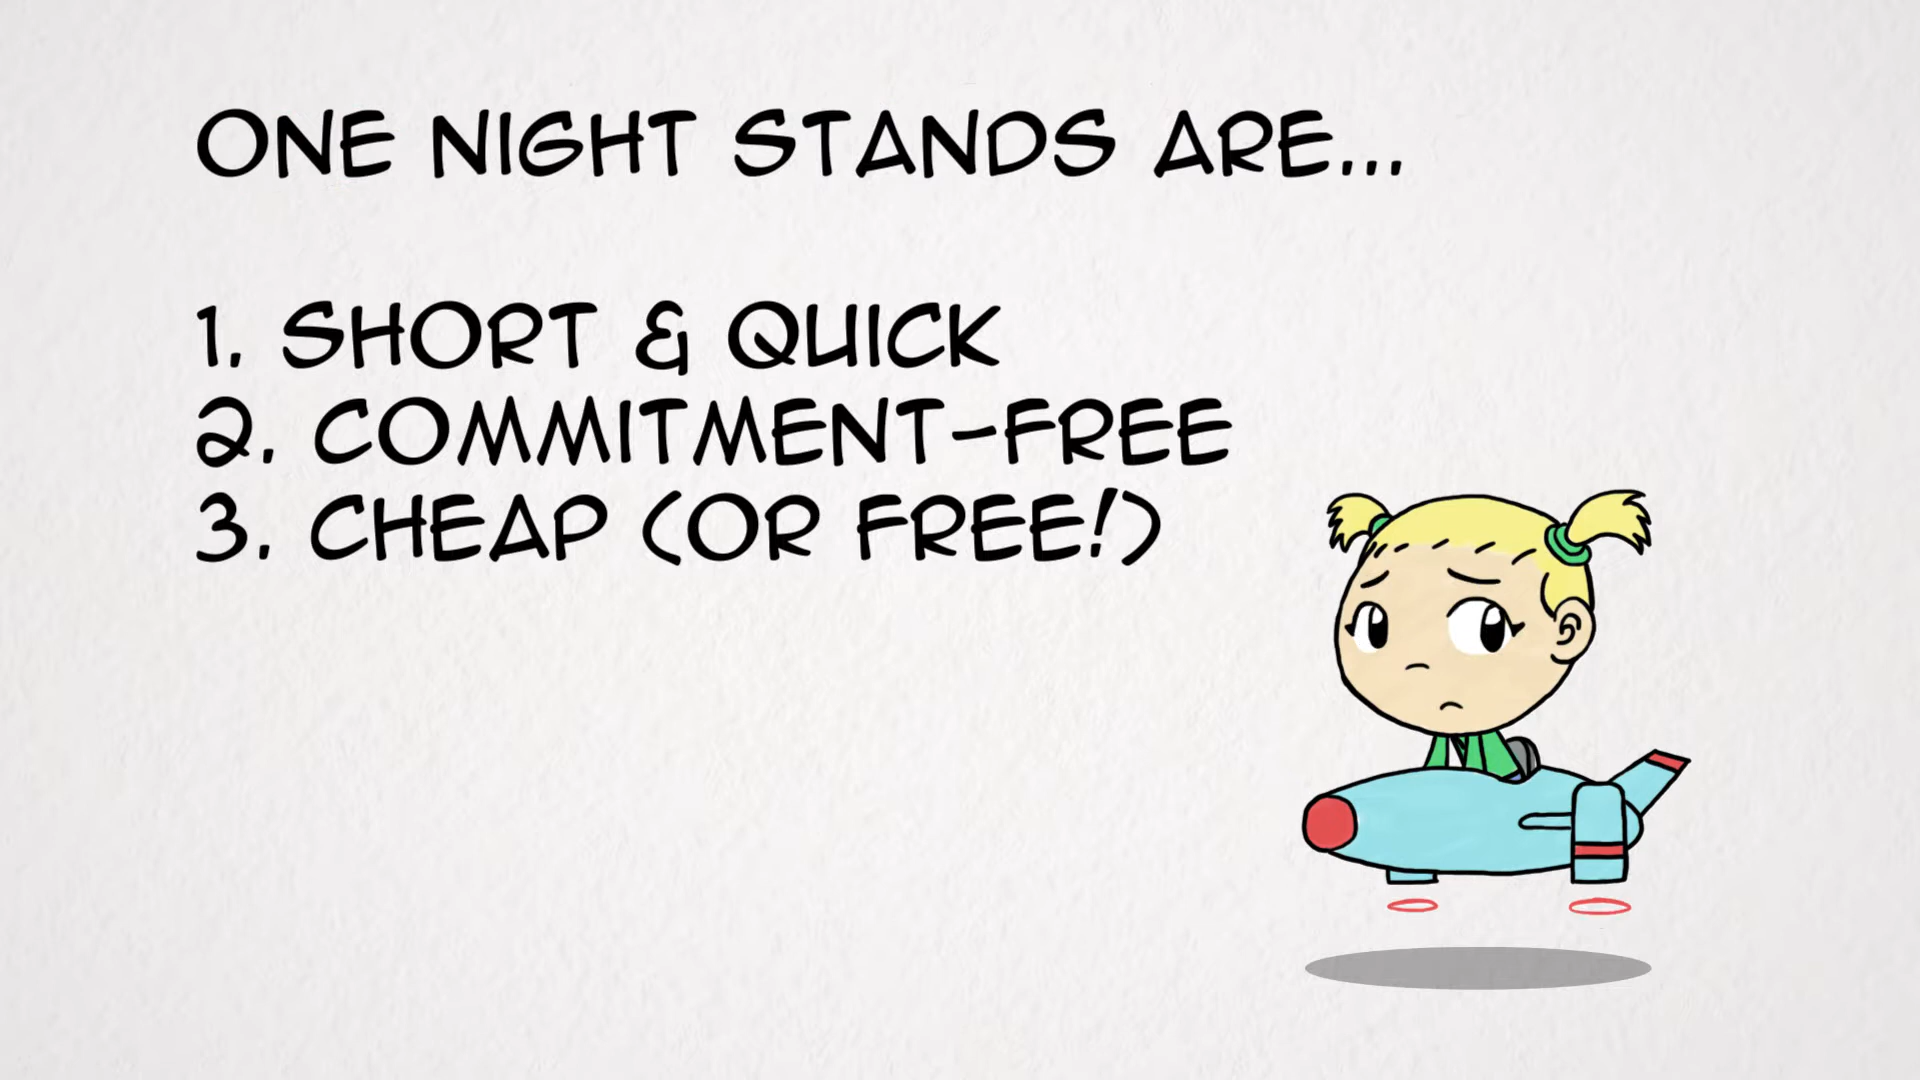 ONE NIGHT STANDS ARE...
1. SHORT & QUICK
2. COMMITMENT-FREE
3. CHEAP (OR FREE!)